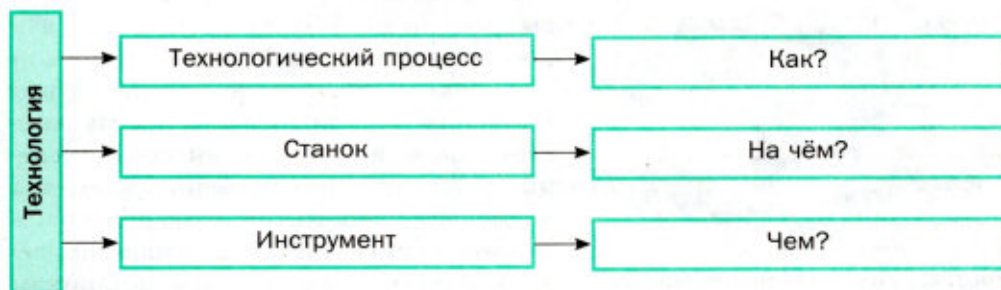 Технология
Технологический процесс
Как?
Станок
На чём?
Инструмент
Чем?